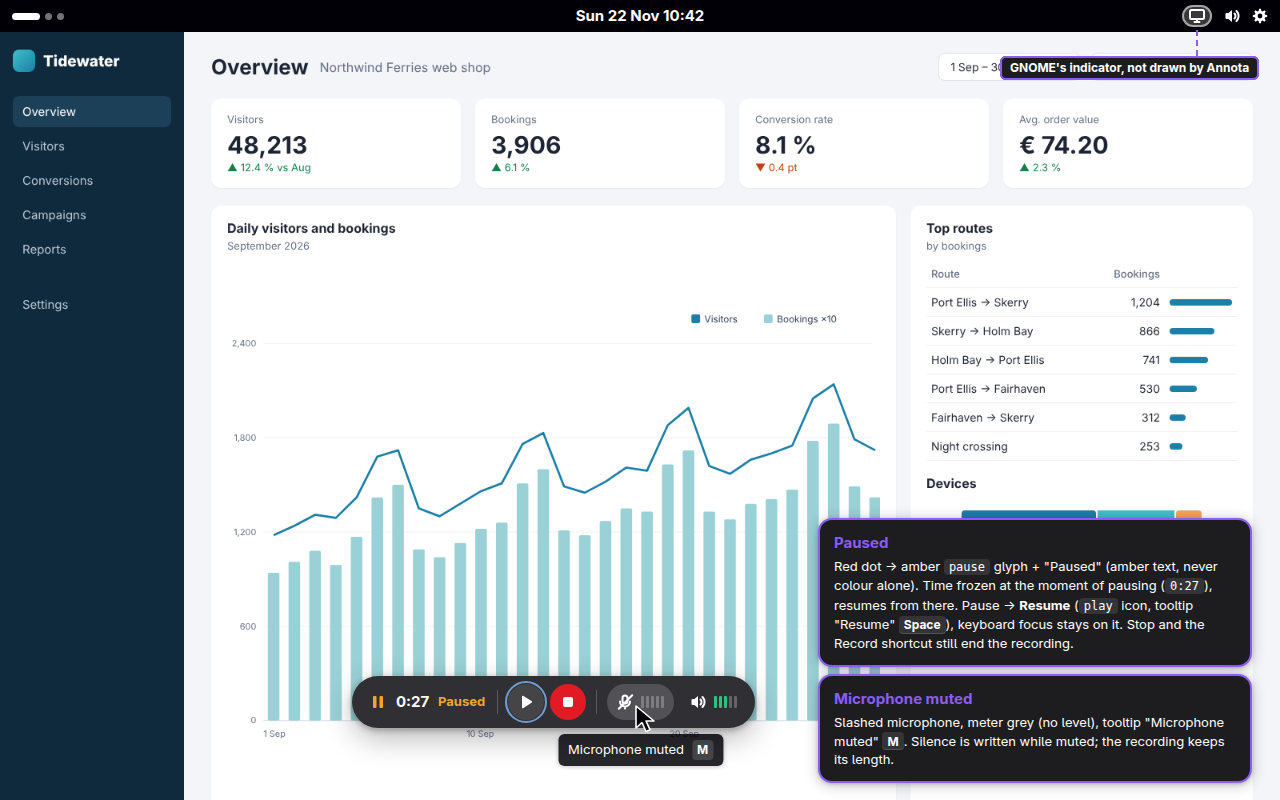 Sun 22 Nov 10:42
Tidewater
Overview
Visitors
Conversions
Campaigns
Reports
Settings
Overview Northwind Ferries web shop
1 Sep – 30
GNOME's indicator, not drawn by Annota
Visitors
48,213
▲ 12.4 % vs Aug
Bookings
3,906
▲ 6.1 %
Conversion rate
8.1 %
▼ 0.4 pt
Avg. order value
€ 74.20
▲ 2.3 %
Daily visitors and bookings
September 2026
Visitors Bookings ×10
2,400
1,800
1,200
600
0
1 Sep 10 Sep 20 Sep
Top routes
by bookings
Route Bookings
Port Ellis → Skerry 1,204
Skerry → Holm Bay 866
Holm Bay → Port Ellis 741
Port Ellis → Fairhaven 530
Fairhaven → Skerry 312
Night crossing 253
Devices
Paused
Red dot → amber pause glyph + "Paused" (amber text, never
colour alone). Time frozen at the moment of pausing ( 0:27 ),
resumes from there. Pause → Resume ( play icon, tooltip
"Resume" Space ), keyboard focus stays on it. Stop and the
Record shortcut still end the recording.
Microphone muted
Slashed microphone, meter grey (no level), tooltip "Microphone
muted" M . Silence is written while muted; the recording keeps
its length.
0:27 Paused
Microphone muted M